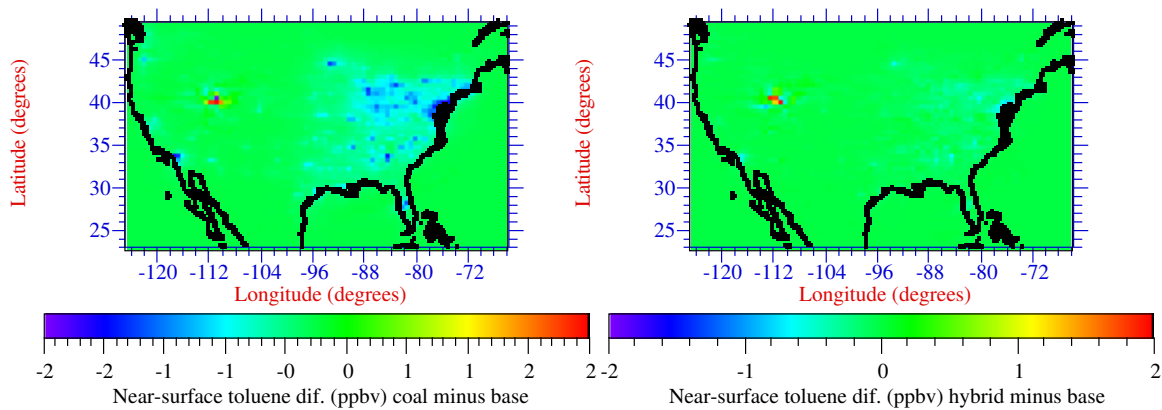 45
40
35
30
25
Latitude (degrees)
-120 -112 -104 -96 -88 -80 -72
Longitude (degrees)
-2 -2 -1 -1 -0 0 1 1 2 2
Near-surface toluene dif. (ppbv) coal minus base
45
40
35
30
25
Latitude (degrees)
-120 -112 -104 -96 -88 -80 -72
Longitude (degrees)
-2 -1 0 1 2
Near-surface toluene dif. (ppbv) hybrid minus base